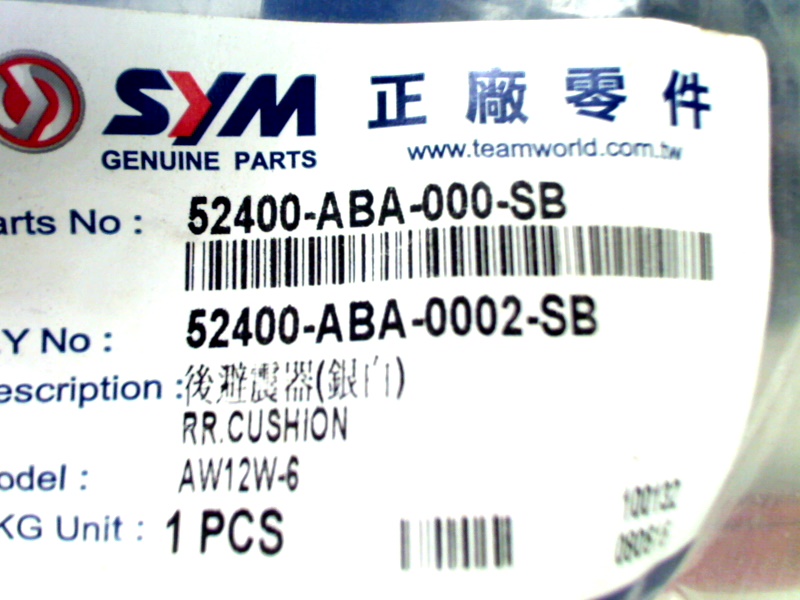 SYM 正廠零件
GENUINE PARTS www.teamworld.com.tw
arts No : 52400-ABA-000-SB
Y No : 52400-ABA-0002-SB
escription :後避震器(銀白)
RR.CUSHION
odel : AW12W-6
KG Unit : 1 PCS
100132